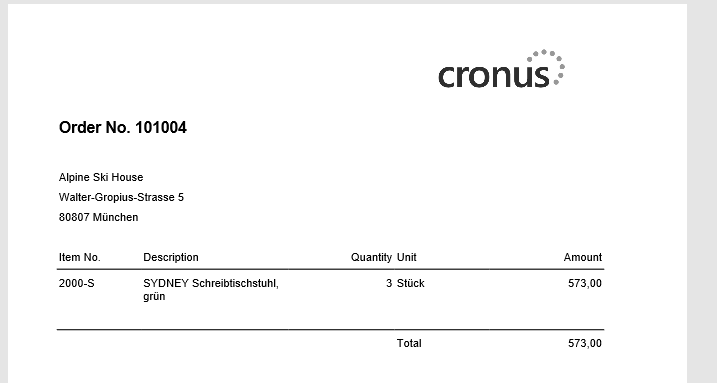 cronus
Order No. 101004
Alpine Ski House
Walter-Gropius-Strasse 5
80807 München
Item No. Description Quantity Unit Amount
2000-S SYDNEY Schreibtischstuhl, 3 Stück 573,00
grün
Total 573,00